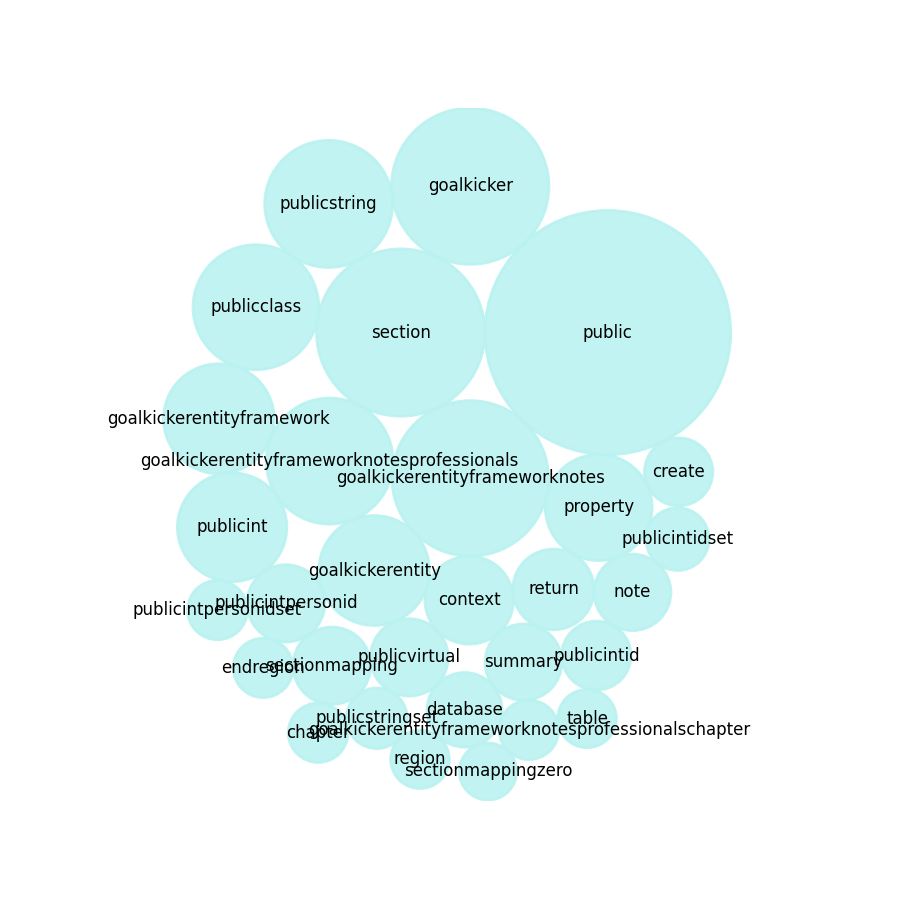 goalkicker
publicstring
publicclass
section
public
goalkickerentityframework
goalkickerentityframeworknotesprofessionals
create
goalkickerentityframeworknotes
property
publicint
publicintidset
goalkickerentity
return
note
context
publicintpersonid
publicintpersonidset
publicvirtual
publicintid
summary
sectionmapping
endregion
database
publicstringset
table
goalkickerentityframeworknotesprofessionalschapter
chapter
region
sectionmappingzero